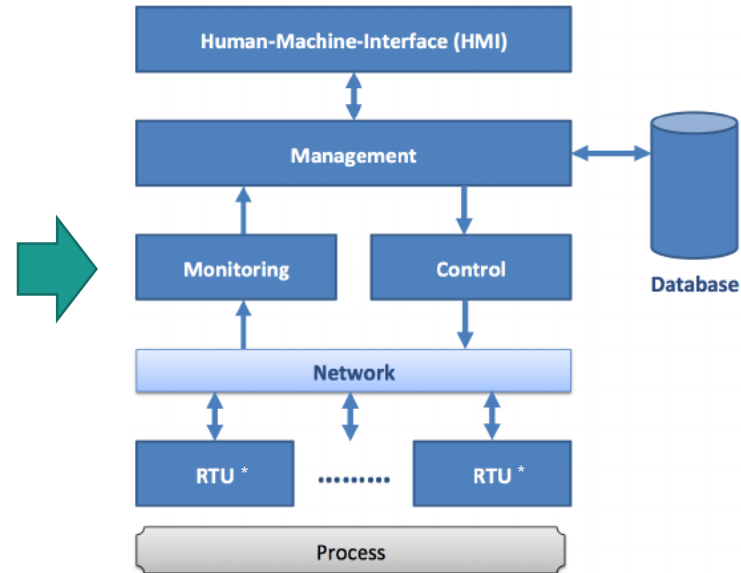 Human-Machine-Interface (HMI)
Management
Monitoring
Control
Database
Network
RTU *
.........
RTU *
Process